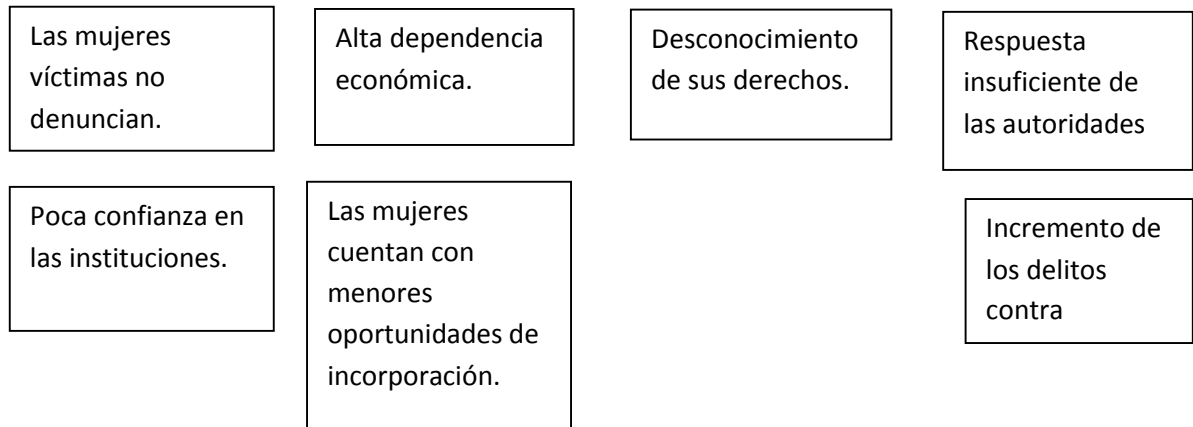 Las mujeres
víctimas no
denuncian.
Alta dependencia
económica.
Desconocimiento
de sus derechos.
Respuesta
insuficiente de
las autoridades
Poca confianza en
las instituciones.
Las mujeres
cuentan con
menores
oportunidades de
incorporación.
Incremento de
los delitos
contra